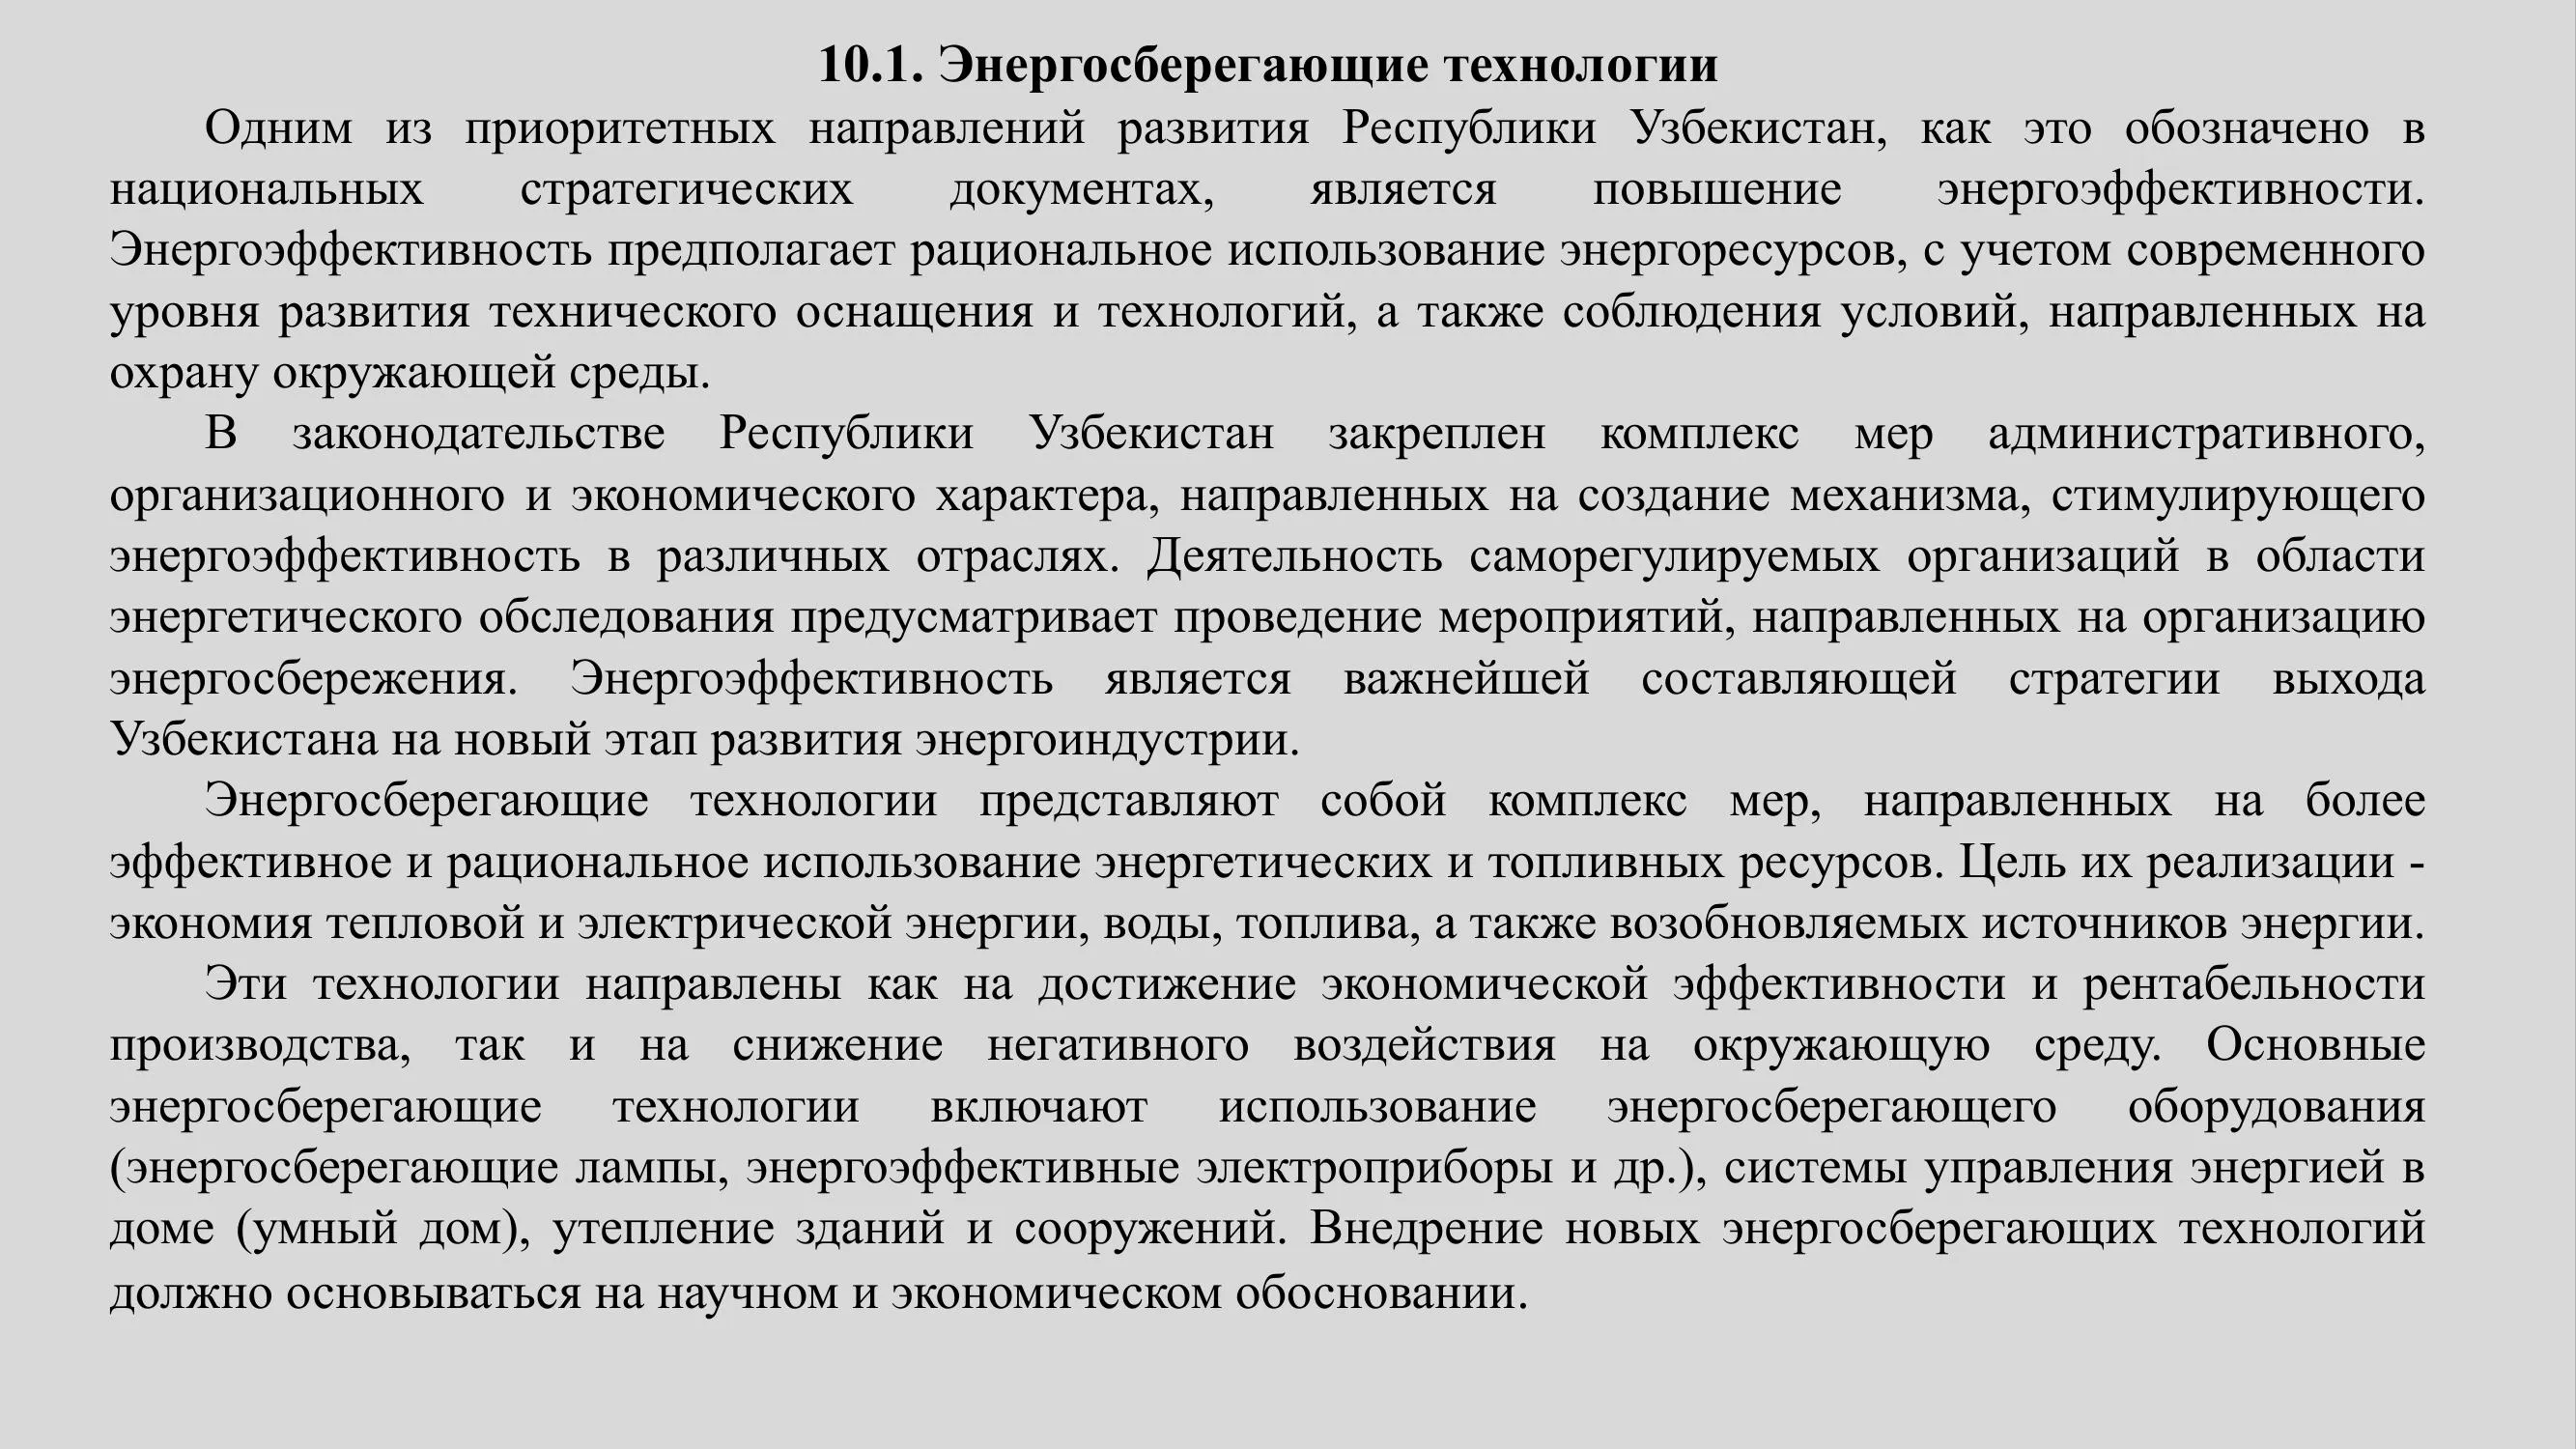 10.1. Энергосберегающие технологии
Одним из приоритетных направлений развития Республики Узбекистан, как это обозначено в
национальных стратегических документах, является повышение энергоэффективности.
Энергоэффективность предполагает рациональное использование энергоресурсов, с учетом современного
уровня развития технического оснащения и технологий, а также соблюдения условий, направленных на
охрану окружающей среды.
В законодательстве Республики Узбекистан закреплен комплекс мер административного,
организационного и экономического характера, направленных на создание механизма, стимулирующего
энергоэффективность в различных отраслях. Деятельность саморегулируемых организаций в области
энергетического обследования предусматривает проведение мероприятий, направленных на организацию
энергосбережения. Энергоэффективность является важнейшей составляющей стратегии выхода
Узбекистана на новый этап развития энергоиндустрии.
Энергосберегающие технологии представляют собой комплекс мер, направленных на более
эффективное и рациональное использование энергетических и топливных ресурсов. Цель их реализации -
экономия тепловой и электрической энергии, воды, топлива, а также возобновляемых источников энергии.
Эти технологии направлены как на достижение экономической эффективности и рентабельности
производства, так и на снижение негативного воздействия на окружающую среду. Основные
энергосберегающие технологии включают использование энергосберегающего оборудования
(энергосберегающие лампы, энергоэффективные электроприборы и др.), системы управления энергией в
доме (умный дом), утепление зданий и сооружений. Внедрение новых энергосберегающих технологий
должно основываться на научном и экономическом обосновании.